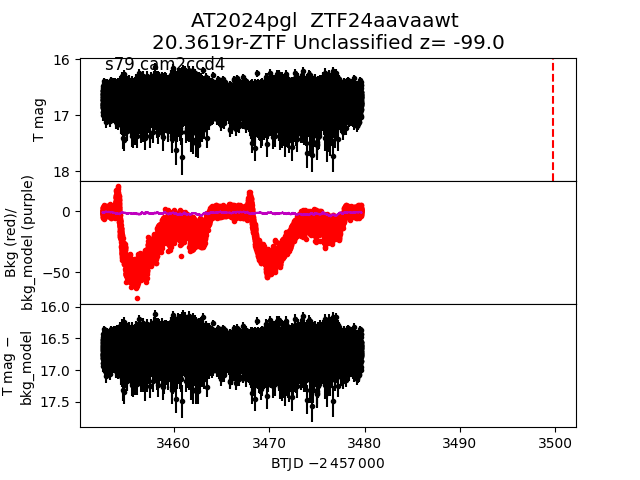 AT2024pgl  ZTF24aavaawt
20.3619r-ZTF Unclassified z= -99.0
s79 cam2ccd4
16
17
18
T mag
0
−50
Bkg (red)/
bkg_model (purple)
16.0
16.5
17.0
17.5
T mag −
bkg_model
3460
3470
3480
3490
3500
BTJD −2 457 000